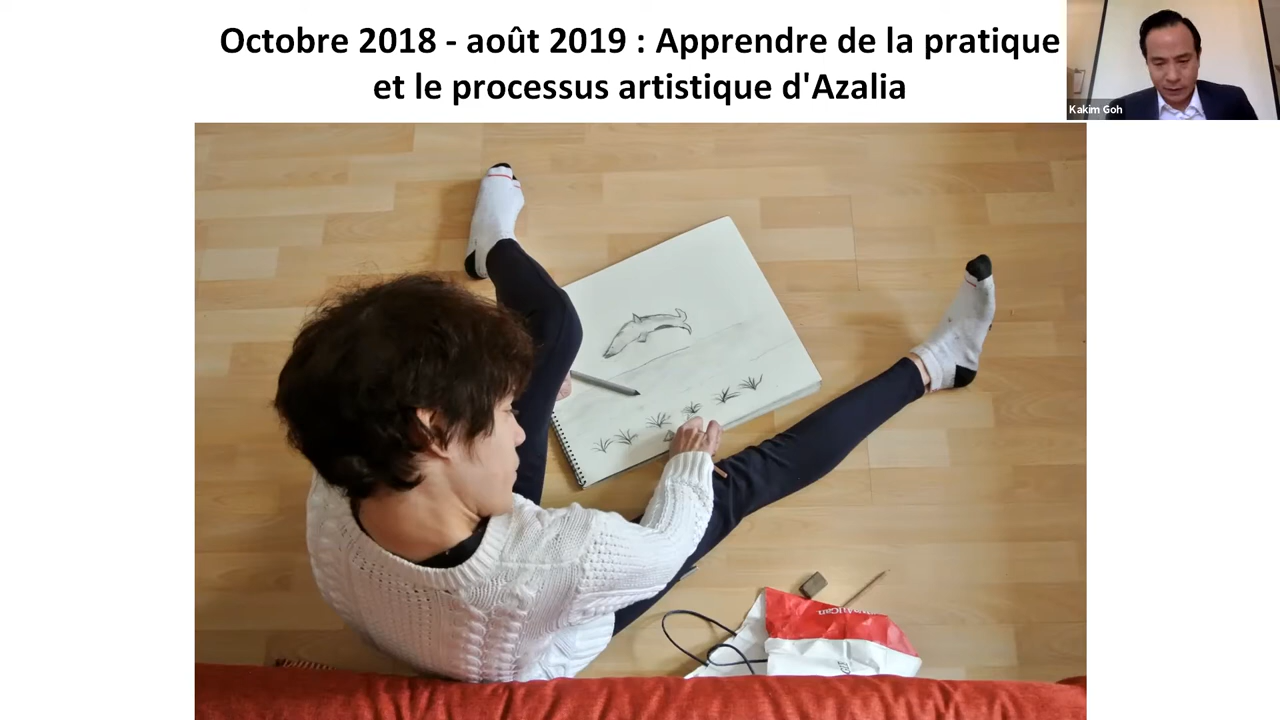 Octobre 2018 - août 2019 : Apprendre de la pratique
et le processus artistique d'Azalia
Kakim Goh